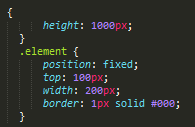 {
height: 1000px;
}
.element {
position: fixed;
top: 100px;
width: 200px;
border: 1px solid #000;
}